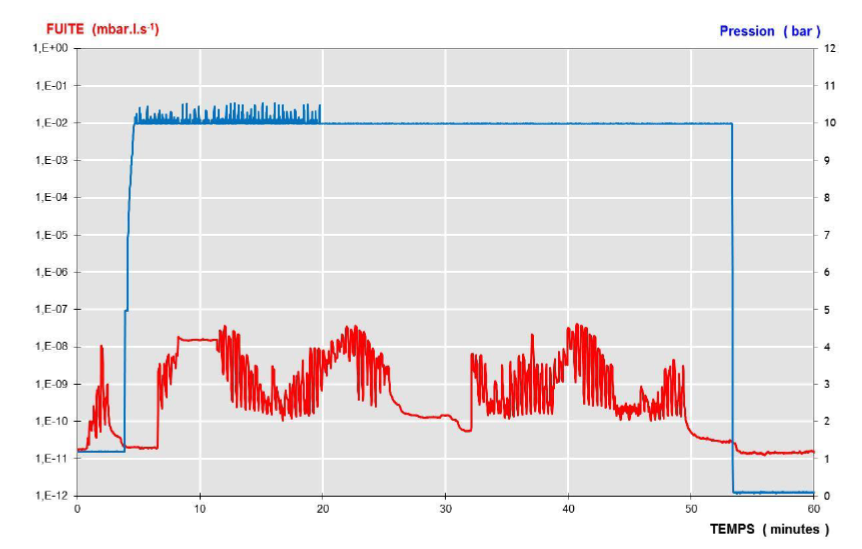 FUITE (mbar.l.s-1)
Pression ( bar )
1,E+00
1,E-01
1,E-02
1,E-03
1,E-04
1,E-05
1,E-06
1,E-07
1,E-08
1,E-09
1,E-10
1,E-11
1,E-12
12
11
10
9
8
7
6
5
4
3
2
1
0
0 10 20 30 40 50 60
TEMPS ( minutes )